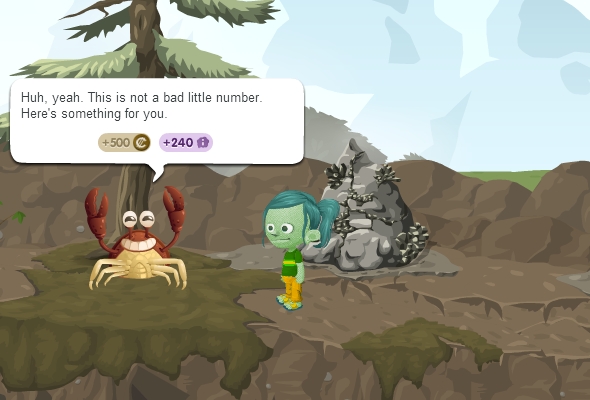 Huh, yeah. This is not a bad little number.
Here's something for you.
+500 +240